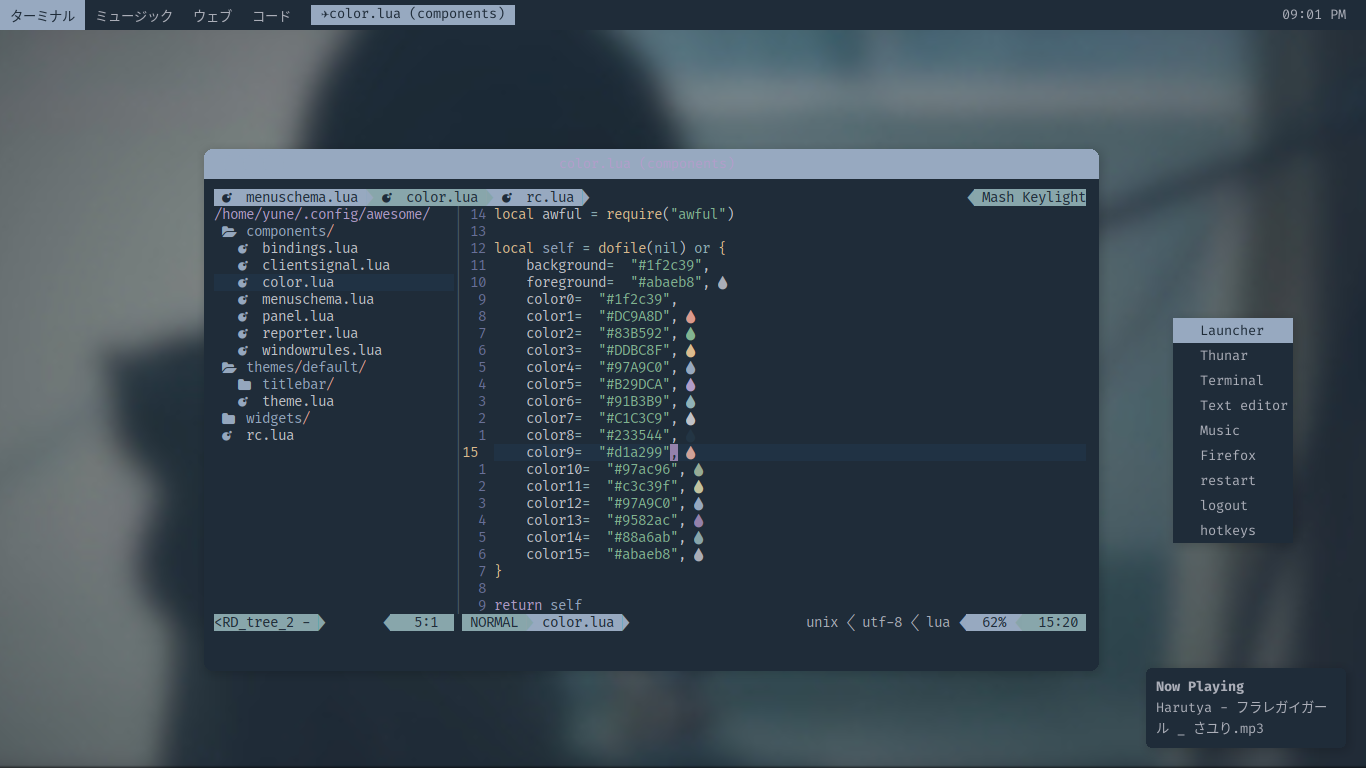 ターミナル ミュージック ウェブ コード ✈color.lua (components) 09:01 PM
menuschema.lua color.lua rc.lua Mash Keylight
/home/yune/.config/awesome/
components/
bindings.lua
clientsignal.lua
color.lua
menuschema.lua
panel.lua
reporter.lua
windowrules.lua
themes/default/
titlebar/
theme.lua
widgets/
rc.lua
14 local awful = require("awful")
13
12 local self = dofile(nil) or {
11 background= "#1f2c39",
10 foreground= "#abaeb8",
9 color0= "#1f2c39",
8 color1= "#DC9A8D",
7 color2= "#83B592",
6 color3= "#DDBC8F",
5 color4= "#97A9C0",
4 color5= "#B29DCA",
3 color6= "#91B3B9",
2 color7= "#C1C3C9",
1 color8= "#233544",
15 color9= "#d1a299",
1 color10= "#97ac96",
2 color11= "#c3c39f",
3 color12= "#97A9C0",
4 color13= "#9582ac",
5 color14= "#88a6ab",
6 color15= "#abaeb8",
7 }
8
9 return self
<RD_tree_2 - 5:1 NORMAL color.lua unix utf-8 lua 62% 15:20
Launcher
Thunar
Terminal
Text editor
Music
Firefox
restart
logout
hotkeys
Now Playing
Harutya - フラレガイガー
ル _ さユり.mp3